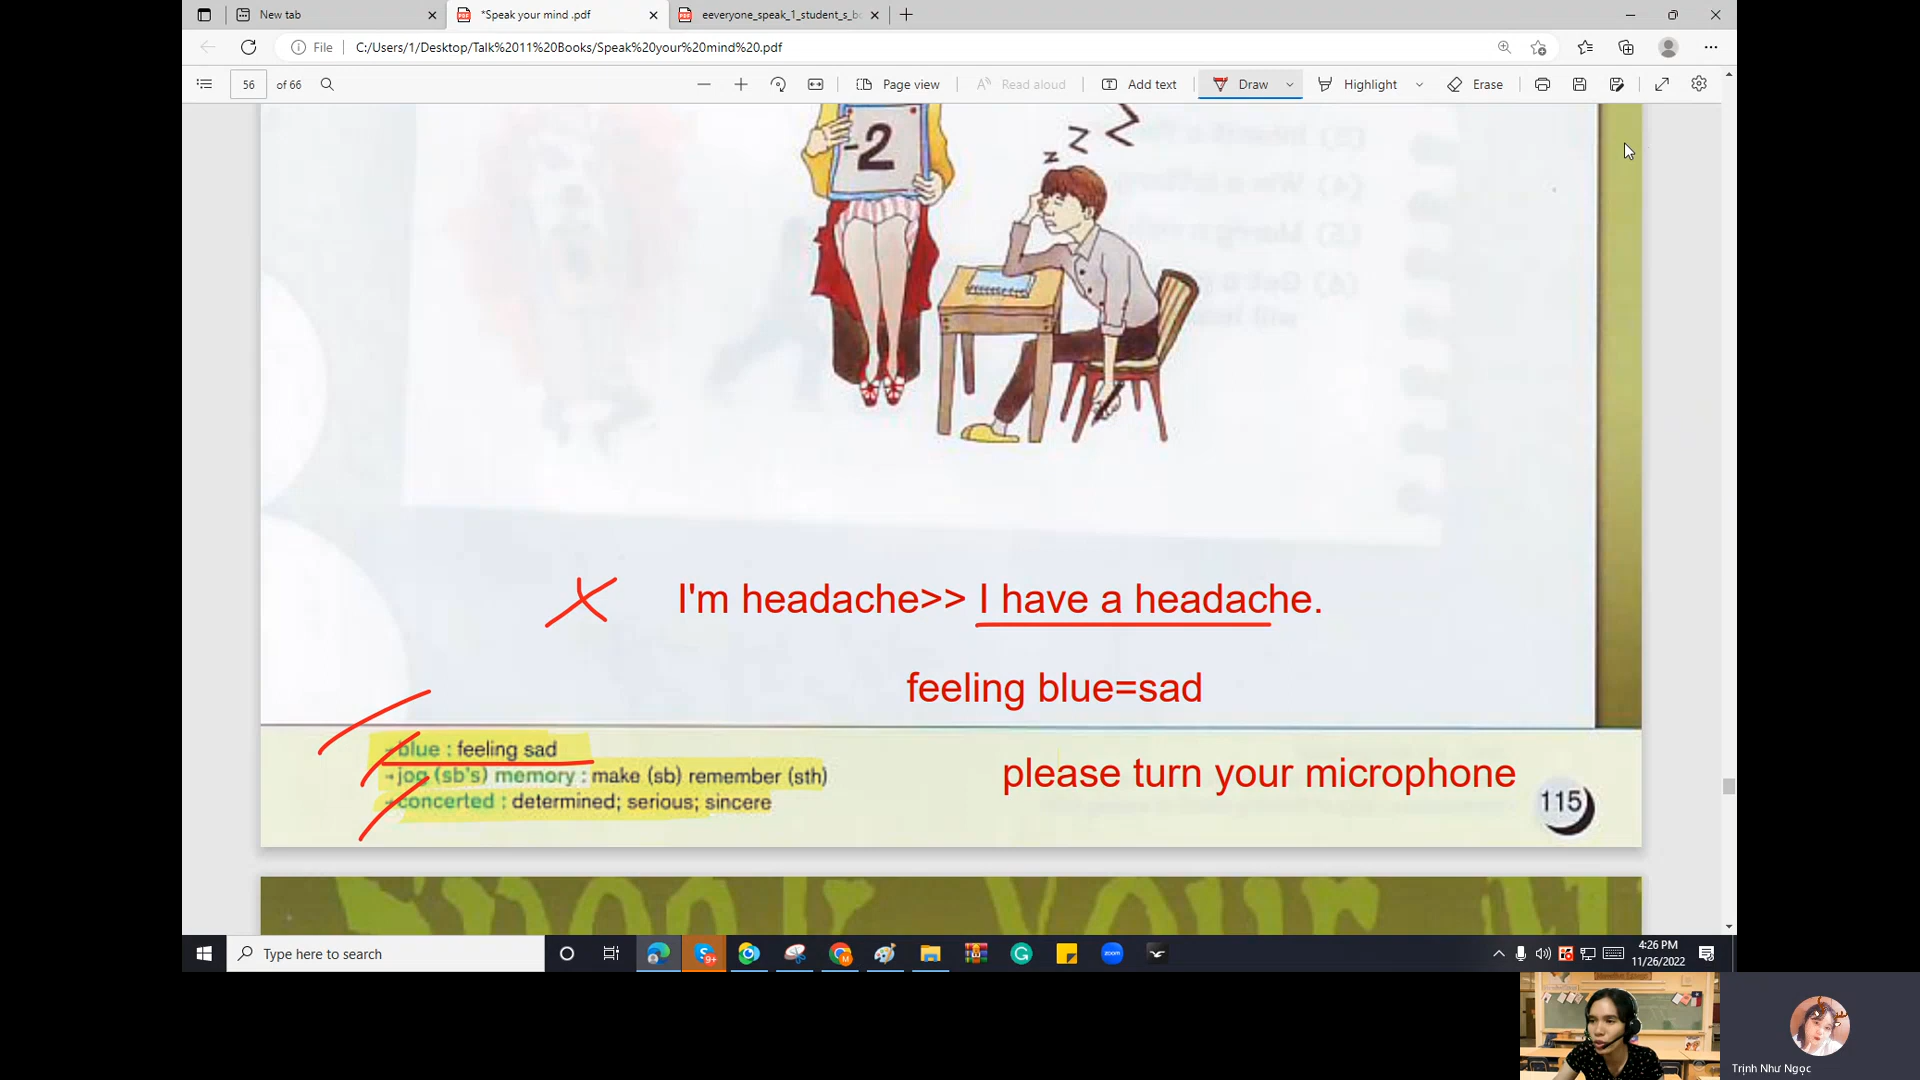 New tab
*Speak your mind .pdf
eeveryone_speak_1_student_s_bo
File
C:/Users/1/Desktop/Talk%2011%20Books/Speak%20your%20mind%20.pdf
56 of 66
Page view
Read aloud
Add text
Draw
Highlight
Erase
-2
z Z Z
I'm headache>> I have a headache.
feeling blue=sad
blue : feeling sad
jog (sb's) memory : make (sb) remember (sth)
please turn your microphone
concerted : determined; serious; sincere
115
Type here to search
9+
zoom
4:26 PM
11/26/2022
Trịnh Như Ngọc